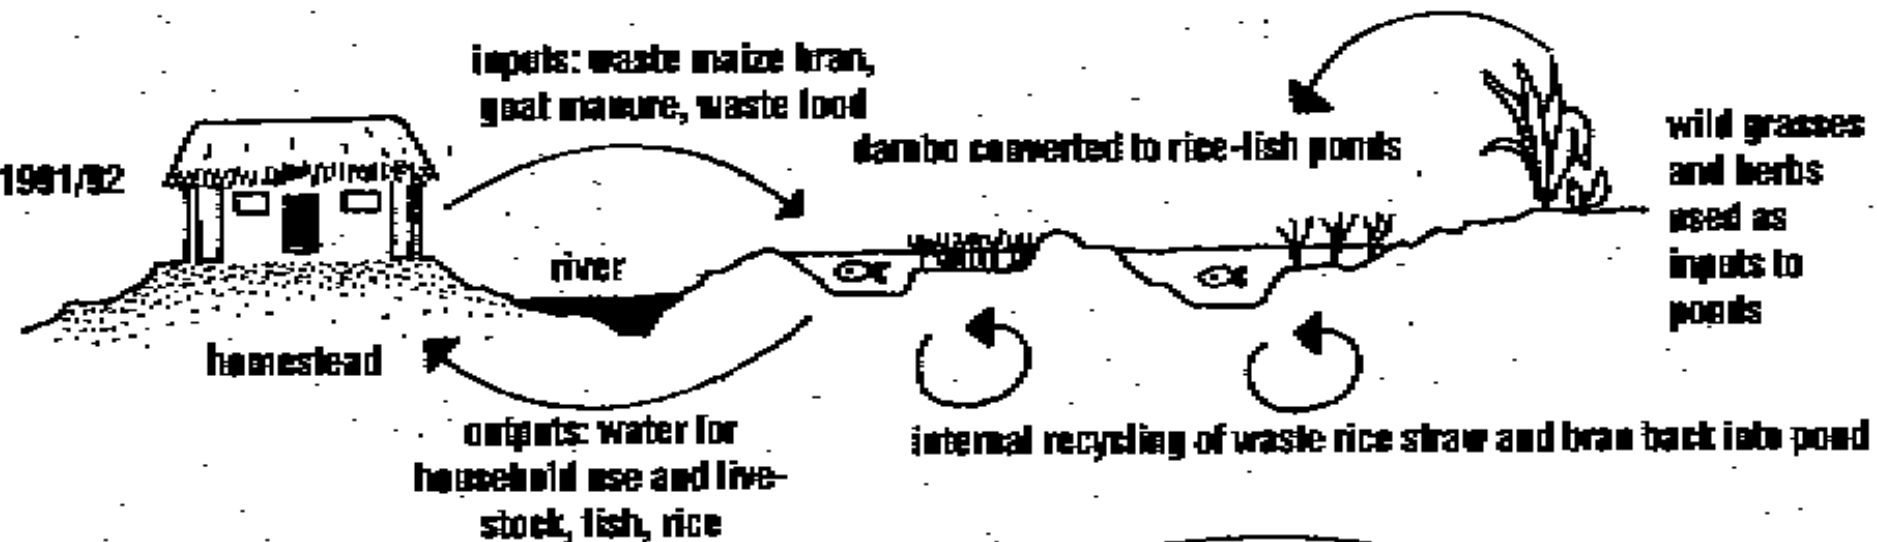 inputs: waste maize bran,
goat manure, waste food
dambo converted to rice-fish ponds
wild grasses
and herbs
used as
inputs to
ponds
1991/92
river
homestead
outputs: water for
household use and live-
stock, fish, rice
internal recycling of waste rice straw and bran back into pond